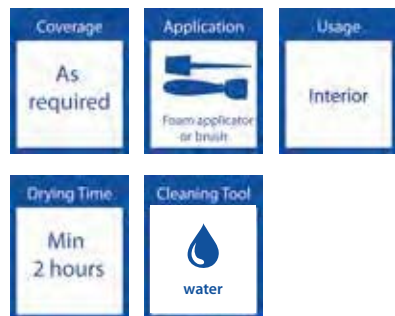 Coverage
As
required
Application
Foam applicator
or brush
Usage
Interior
Drying Time
Min
2 hours
Cleaning Tool
water